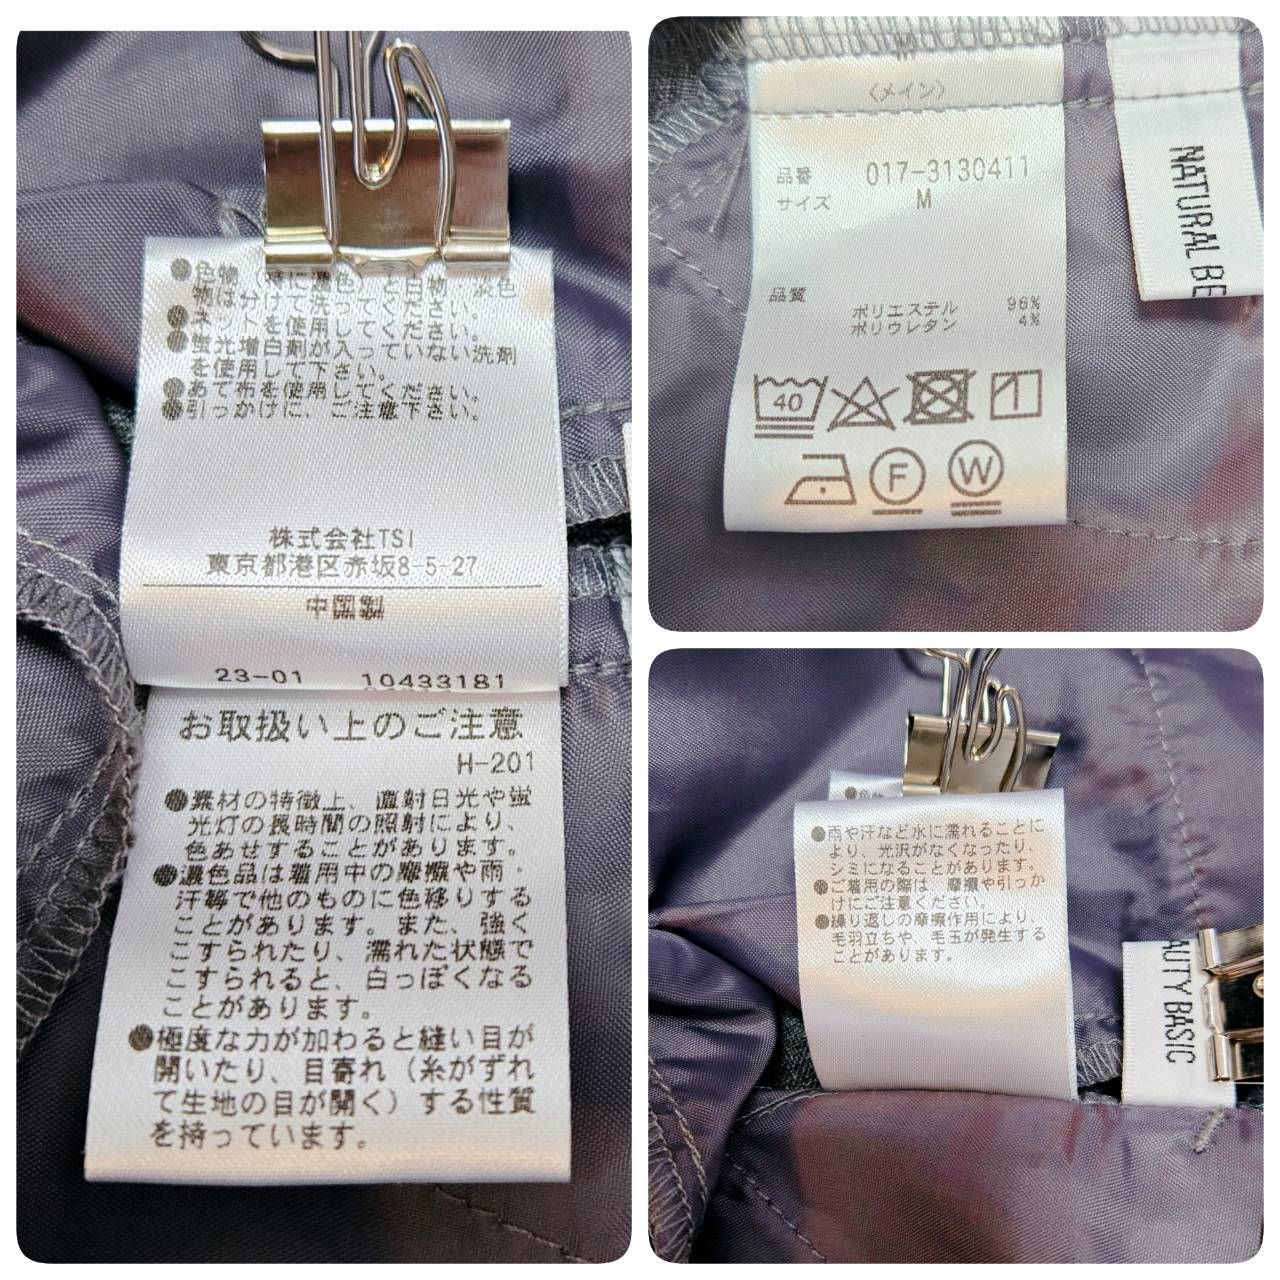 ●色物（特に濃色）と白物、淡色
物は分けて洗ってください。
●ネットを使用してください。
●蛍光増白剤が入っていない洗剤
を使用して下さい。
●あて布を使用してください。
●引っかけに、ご注意下さい。
株式会社TSI
東京都港区赤坂8-5-27
中国製
23-01 10433181
お取扱い上のご注意
H-201
●素材の特徴上、直射日光や蛍
光灯の長時間の照射により、
色あせすることがあります。
●濃色品は着用中の摩擦や雨・
汗等で他のものに色移りする
ことがあります。また、強く
こすられたり、濡れた状態で
こすられると、白っぽくなる
ことがあります。
●極度な力が加わると縫い目が
開いたり、目寄れ（糸がずれ
て生地の目が開く）する性質
を持っています。
〈メイン〉
品番 017-3130411
サイズ M
品質
ポリエステル 96%
ポリウレタン 4%
40
F
W
NATURAL BE
●雨や汗など水に濡れることに
より、光沢がなくなったり、
シミになることがあります。
●ご着用の際は、摩擦や引っか
けにご注意ください。
●繰り返しの摩擦作用により、
毛羽立ちや、毛玉が発生する
ことがあります。
AUTY BASIC